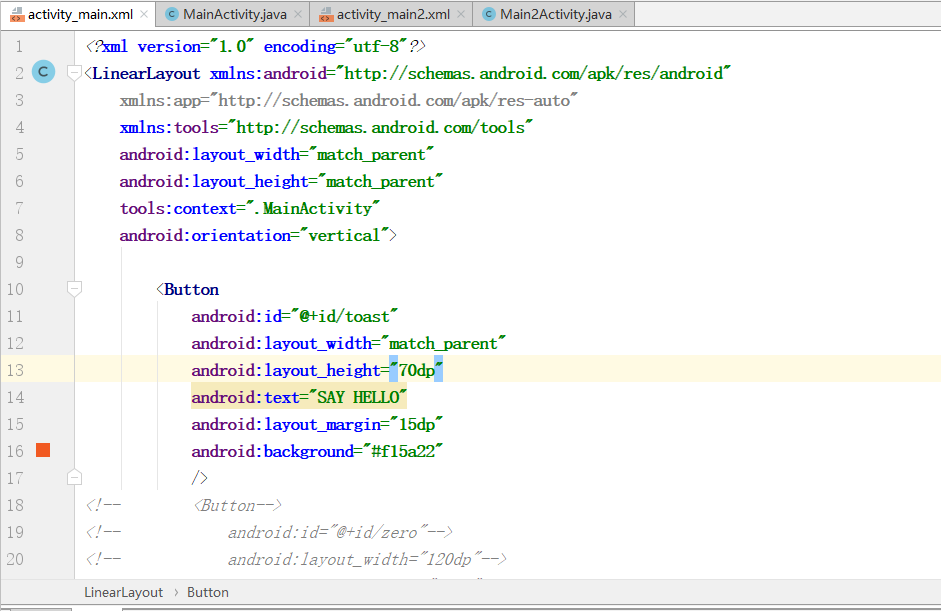 activity_main.xml MainActivity.java activity_main2.xml Main2Activity.java
1 <?xml version="1.0" encoding="utf-8"?>
2 C <LinearLayout xmlns:android="http://schemas.android.com/apk/res/android"
3 xmlns:app="http://schemas.android.com/apk/res-auto"
4 xmlns:tools="http://schemas.android.com/tools"
5 android:layout_width="match_parent"
6 android:layout_height="match_parent"
7 tools:context=".MainActivity"
8 android:orientation="vertical">
9
10 <Button
11 android:id="@+id/toast"
12 android:layout_width="match_parent"
13 android:layout_height="70dp"
14 android:text="SAY HELLO"
15 android:layout_margin="15dp"
16 android:background="#f15a22"
17 />
18 <!-- <Button-->
19 <!-- android:id="@+id/zero"-->
20 <!-- android:layout_width="120dp"-->
LinearLayout › Button